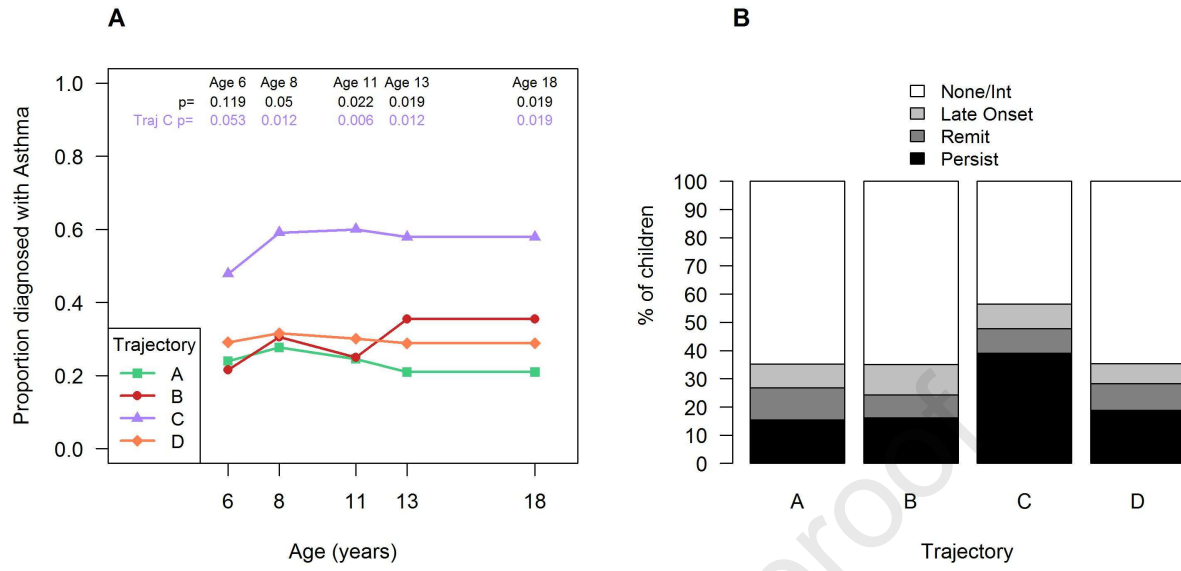 A
Age 6 Age 8 Age 11 Age 13 Age 18
p= 0.119 0.05 0.022 0.019 0.019
Traj C p= 0.053 0.012 0.006 0.012 0.019
1.0
0.8
0.6
0.4
0.2
0.0
Proportion diagnosed with Asthma
Trajectory
A
B
C
D
6 8 11 13 18
Age (years)
B
None/Int
Late Onset
Remit
Persist
100
90
80
70
60
50
40
30
20
10
0
% of children
A B C D
Trajectory
proof